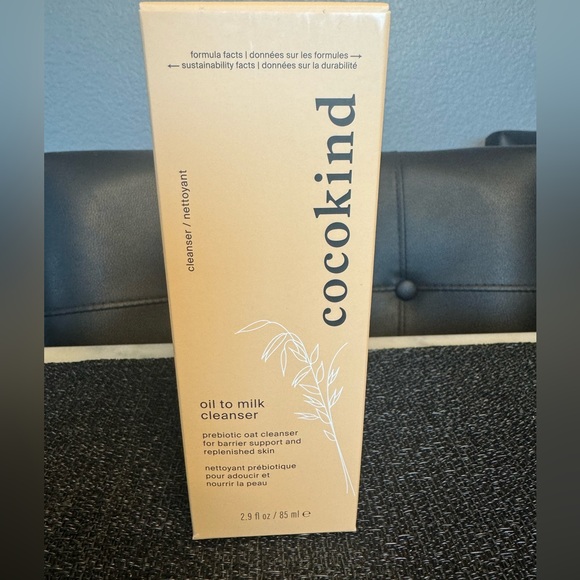 formula facts | données sur les formules →
← sustainability facts | données sur la durabilité
cleanser / nettoyant
cocokind
oil to milk
cleanser
prebiotic oat cleanser
for barrier support and
replenished skin
nettoyant prébiotique
pour adoucir et
nourrir la peau
2.9 fl oz / 85 ml ℮